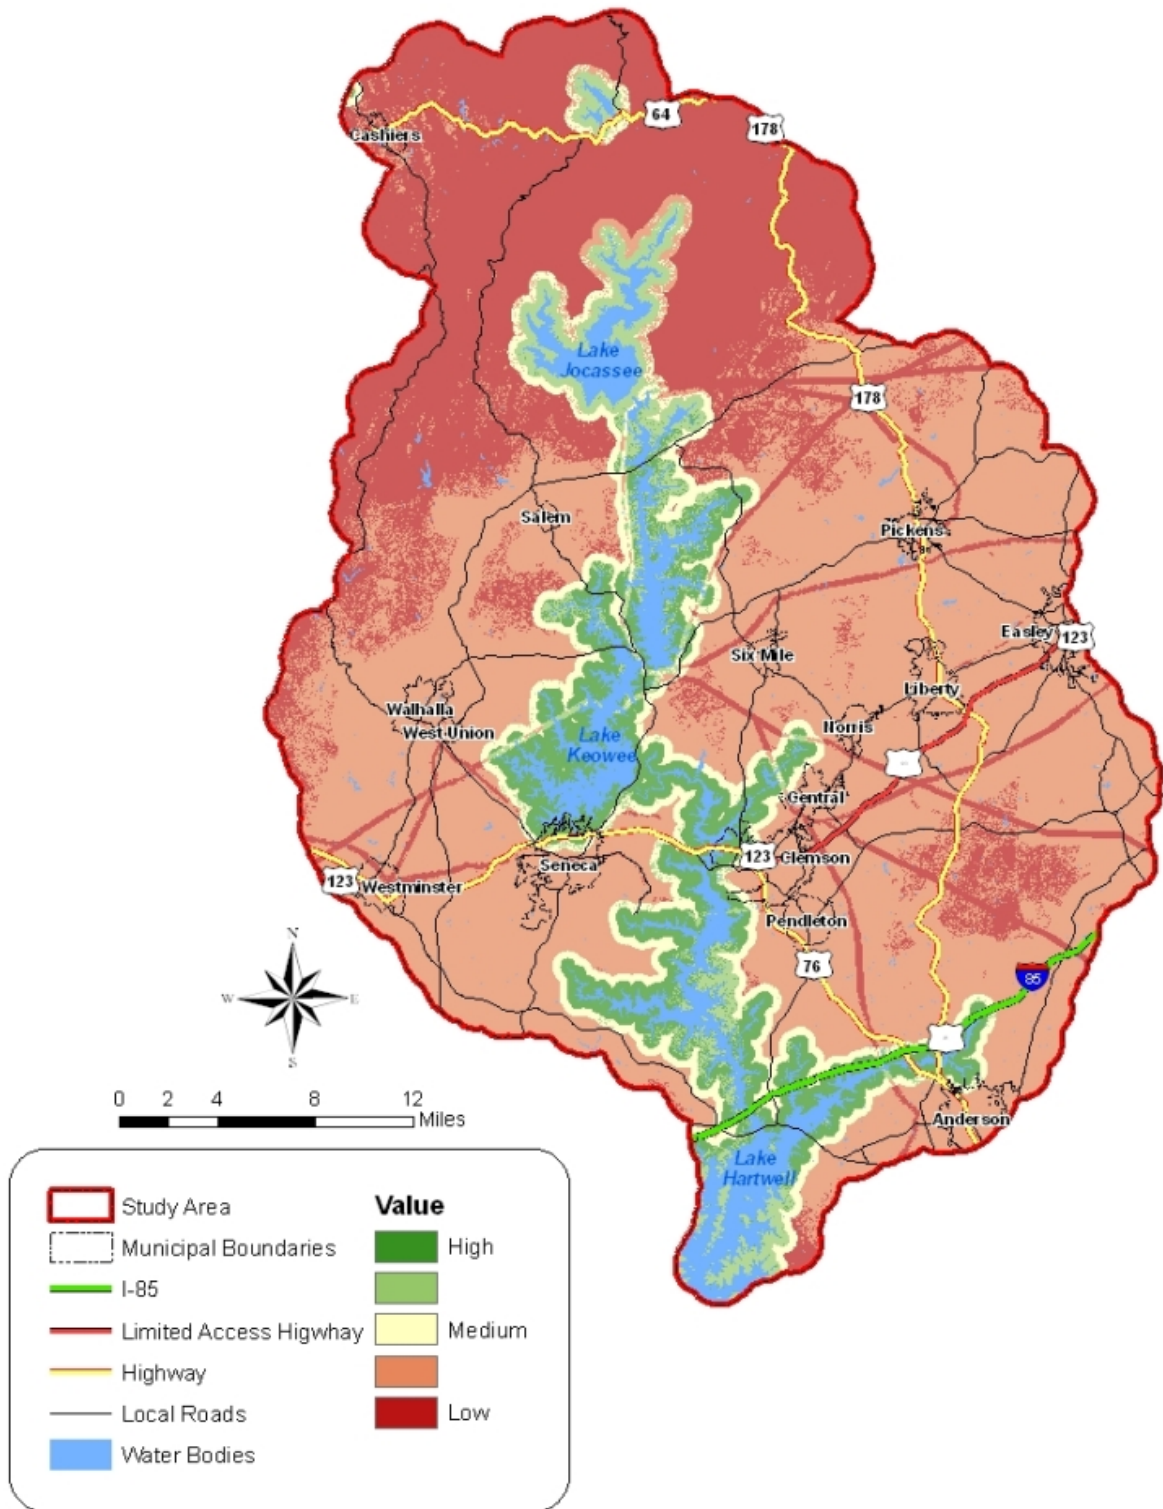 64
178
Cashiers
Lake
Jocassee
178
Salem
Pickens
Easley
123
Six Mile
Liberty
Walhalla
West Union
Norris
Lake
Keowee
Central
123
Clemson
Seneca
123
Westminster
Pendleton
76
85
N
W
E
S
Anderson
0 2 4 8 12
Miles
Lake
Hartwell
Study Area
Value
Municipal Boundaries
High
I-85
Limited Access Higwhay
Medium
Highway
Local Roads
Low
Water Bodies